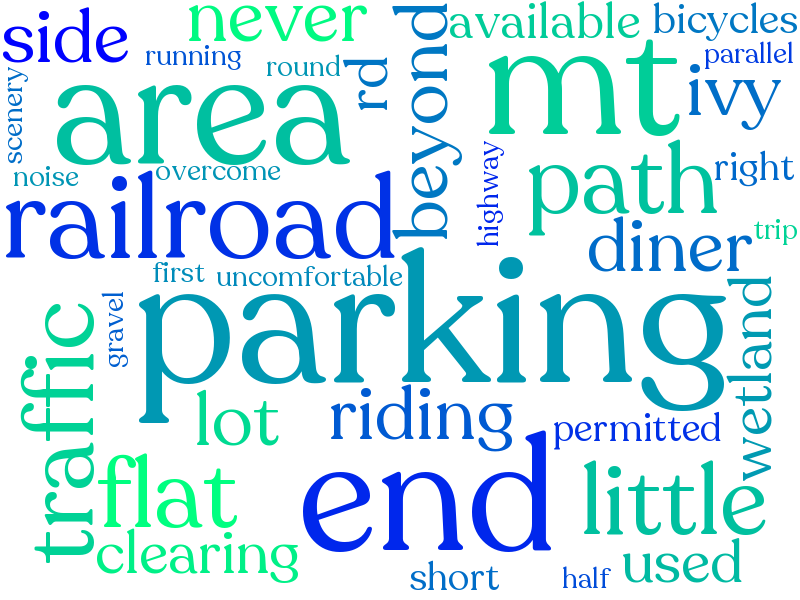 side
never
available
bicycles
running
round
rd
beyond
mt
parallel
ivy
scenery
area
noise
overcome
highway
path
right
railroad
diner
trip
first
uncomfortable
gravel
parking
wetland
traffic
lot
riding
permitted
flat
end
little
clearing
short
half
used